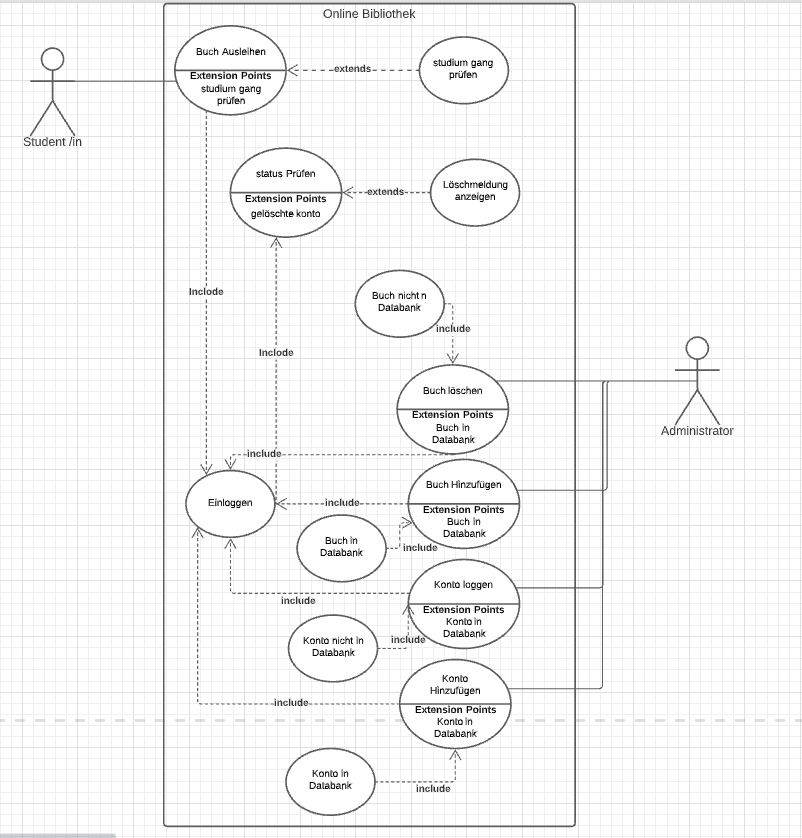 Online Bibliothek
Buch Ausleihen
Extension Points
studium gang
prüfen
extends
studium gang
prüfen
Student /in
status Prüfen
Extension Points
gelöschte konto
extends
Löschmeldung
anzeigen
Inclode
Buch nicht n
Databank
include
Inclode
Buch löschen
Extension Points
Buch in
Databank
Administrator
include
Buch Hinzufügen
Extension Points
Buch in
Databank
Einloggen
include
Buch in
Databank
include
Konto loggen
Extension Points
Konto in
Databank
include
Konto nicht in
Databank
include
Konto
Hinzufügen
Extension Points
Konto in
Databank
include
Konto in
Databank
include